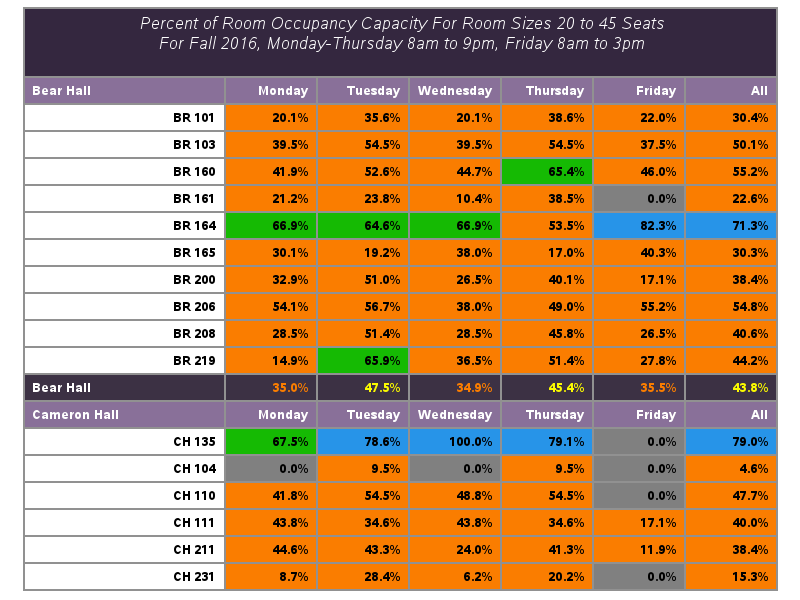 Percent of Room Occupancy Capacity For Room Sizes 20 to 45 Seats
For Fall 2016, Monday-Thursday 8am to 9pm, Friday 8am to 3pm
Bear Hall Monday Tuesday Wednesday Thursday Friday All
BR 101 20.1% 35.6% 20.1% 38.6% 22.0% 30.4%
BR 103 39.5% 54.5% 39.5% 54.5% 37.5% 50.1%
BR 160 41.9% 52.6% 44.7% 65.4% 46.0% 55.2%
BR 161 21.2% 23.8% 10.4% 38.5% 0.0% 22.6%
BR 164 66.9% 64.6% 66.9% 53.5% 82.3% 71.3%
BR 165 30.1% 19.2% 38.0% 17.0% 40.3% 30.3%
BR 200 32.9% 51.0% 26.5% 40.1% 17.1% 38.4%
BR 206 54.1% 56.7% 38.0% 49.0% 55.2% 54.8%
BR 208 28.5% 51.4% 28.5% 45.8% 26.5% 40.6%
BR 219 14.9% 65.9% 36.5% 51.4% 27.8% 44.2%
Bear Hall 35.0% 47.5% 34.9% 45.4% 35.5% 43.8%
Cameron Hall Monday Tuesday Wednesday Thursday Friday All
CH 135 67.5% 78.6% 100.0% 79.1% 0.0% 79.0%
CH 104 0.0% 9.5% 0.0% 9.5% 0.0% 4.6%
CH 110 41.8% 54.5% 48.8% 54.5% 0.0% 47.7%
CH 111 43.8% 34.6% 43.8% 34.6% 17.1% 40.0%
CH 211 44.6% 43.3% 24.0% 41.3% 11.9% 38.4%
CH 231 8.7% 28.4% 6.2% 20.2% 0.0% 15.3%